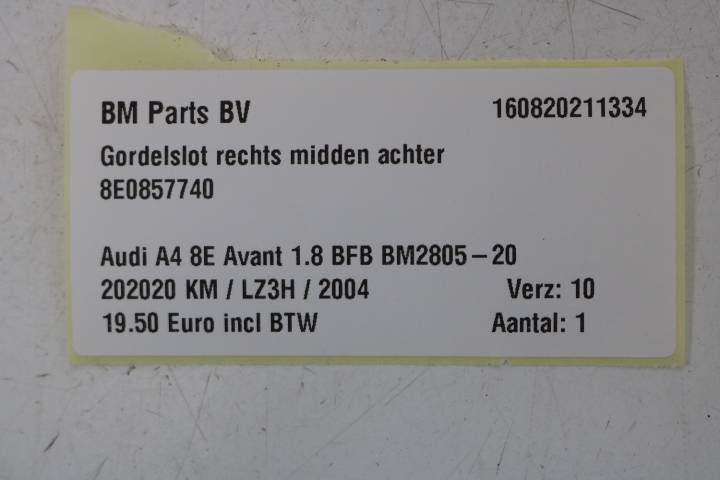 BM Parts BV 160820211334
Gordelslot rechts midden achter
8E0857740
Audi A4 8E Avant 1.8 BFB BM2805-20
202020 KM / LZ3H / 2004 Verz: 10
19.50 Euro incl BTW Aantal: 1